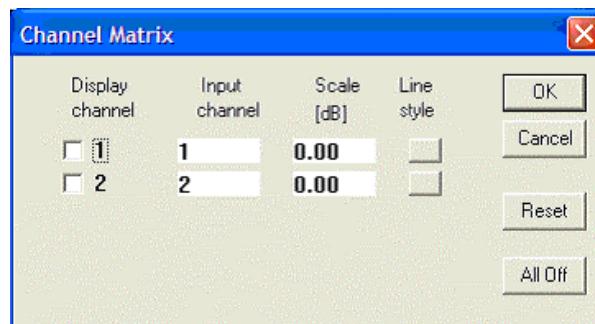 Channel Matrix
Display channel
Input channel
Scale [dB]
Line style
OK
1 1 0.00
Cancel
2 2 0.00
Reset
All Off